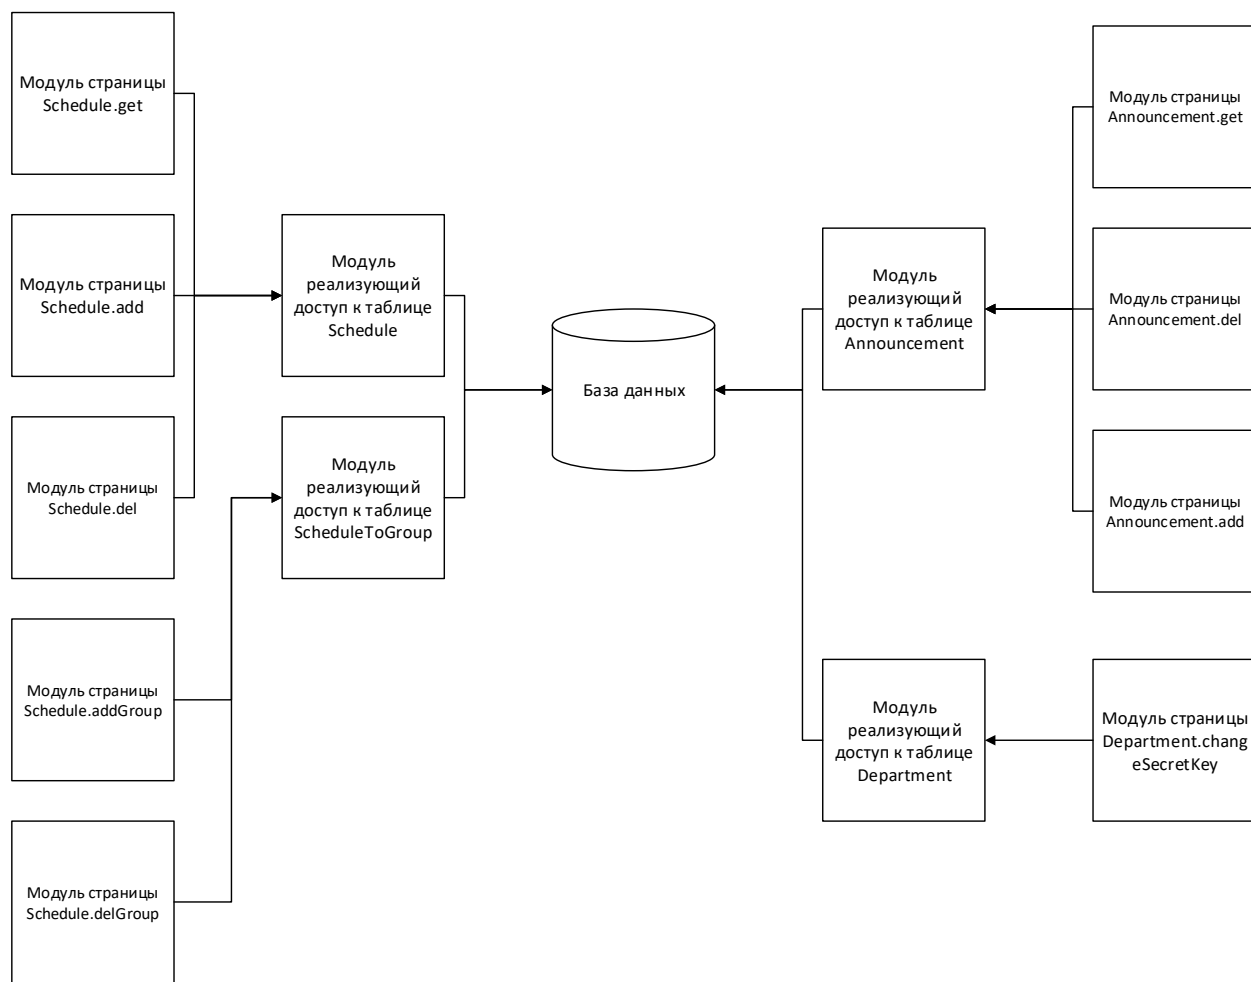 Модуль страницы
Schedule.get
Модуль страницы
Schedule.add
Модуль страницы
Schedule.del
Модуль страницы
Schedule.addGroup
Модуль страницы
Schedule.delGroup
Модуль
реализующий
доступ к таблице
Schedule
Модуль
реализующий
доступ к таблице
ScheduleToGroup
База данных
Модуль
реализующий
доступ к таблице
Announcement
Модуль
реализующий
доступ к таблице
Department
Модуль страницы
Announcement.get
Модуль страницы
Announcement.del
Модуль страницы
Announcement.add
Модуль страницы
Department.chang
eSecretKey